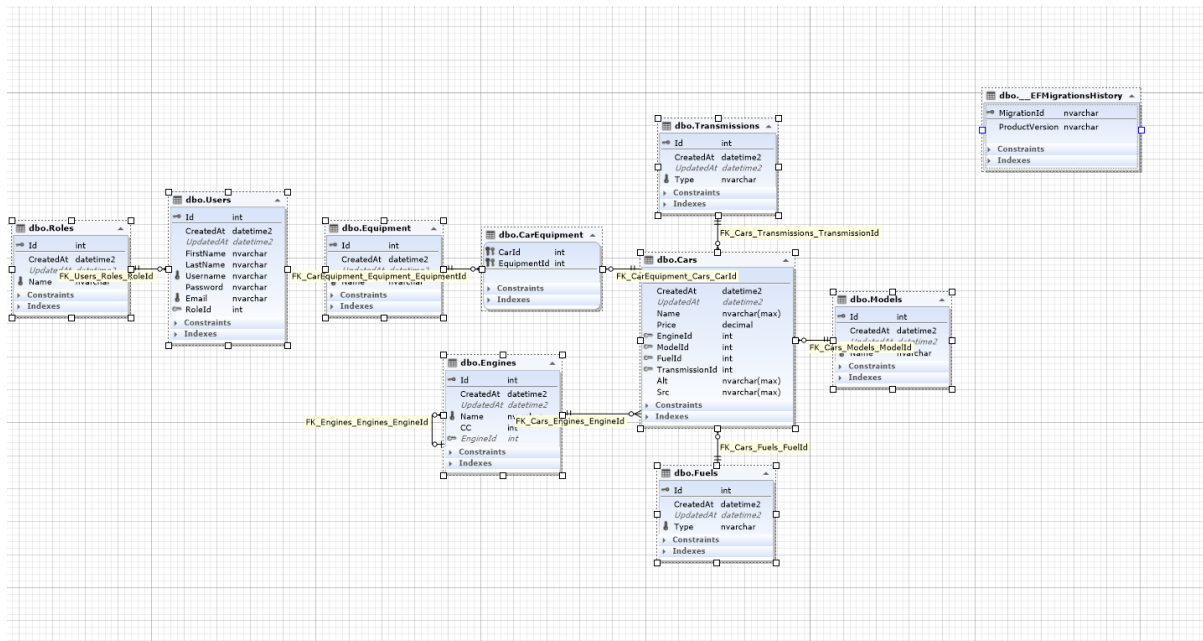 dbo.__EFMigrationsHistory
MigrationId nvarchar
ProductVersion nvarchar
Constraints
Indexes
dbo.Transmissions
Id int
CreatedAt datetime2
UpdatedAt datetime2
Type nvarchar
Constraints
Indexes
FK_Cars_Transmissions_TransmissionId
dbo.Roles
Id int
CreatedAt datetime2
FK_Users_Roles_RoleId
Name nvarchar
Constraints
Indexes
dbo.Users
Id int
CreatedAt datetime2
UpdatedAt datetime2
FirstName nvarchar
LastName nvarchar
Username nvarchar
Password nvarchar
Email nvarchar
RoleId int
Constraints
Indexes
dbo.Equipment
Id int
CreatedAt datetime2
FK_CarEquipment_Equipment_EquipmentId
Name nvarchar
Constraints
Indexes
dbo.CarEquipment
CarId int
EquipmentId int
Constraints
Indexes
FK_CarEquipment_Cars_CarId
dbo.Cars
CreatedAt datetime2
UpdatedAt datetime2
Name nvarchar(max)
Price decimal
EngineId int
ModelId int
FuelId int
TransmissionId int
Alt nvarchar(max)
Src nvarchar(max)
Constraints
Indexes
dbo.Models
Id int
CreatedAt datetime2
UpdatedAt datetime2
FK_Cars_Models_ModelId
Name nvarchar
Constraints
Indexes
dbo.Engines
Id int
CreatedAt datetime2
UpdatedAt datetime2
Name
FK_Cars_Engines_EngineId
CC
EngineId int
Constraints
Indexes
FK_Engines_Engines_EngineId
FK_Cars_Fuels_FuelId
dbo.Fuels
Id int
CreatedAt datetime2
UpdatedAt datetime2
Type nvarchar
Constraints
Indexes